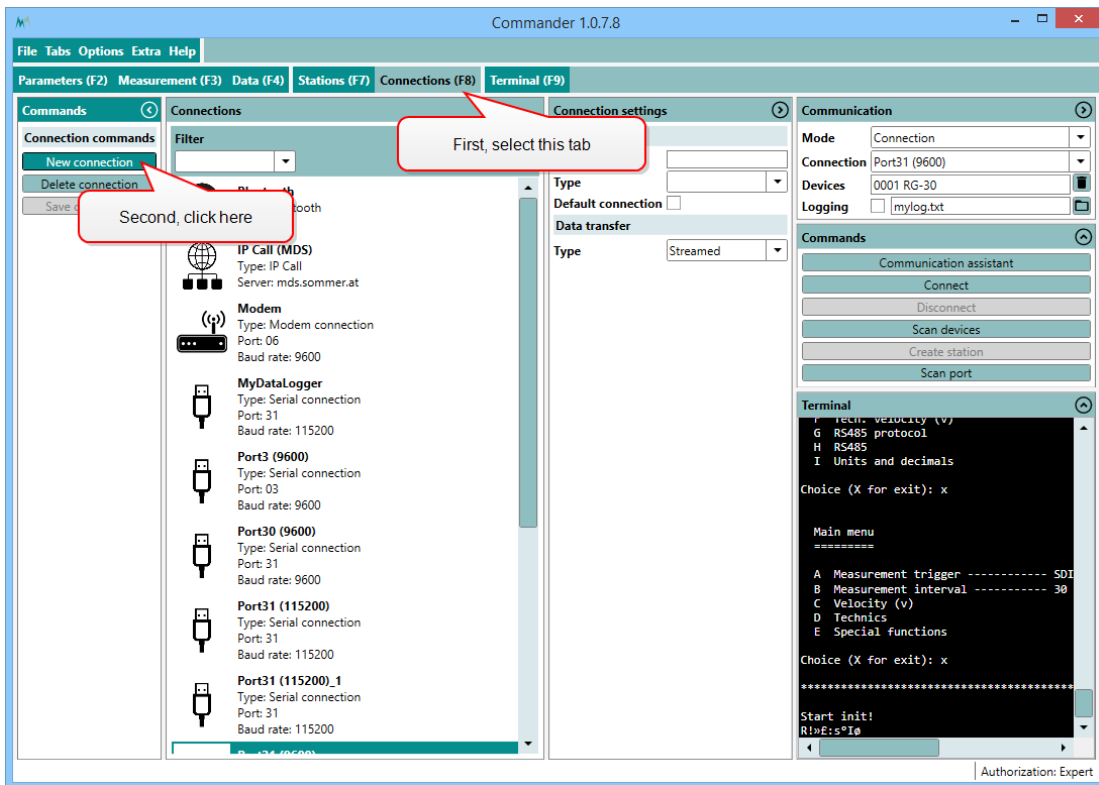 Commander 1.0.7.8
File Tabs Options Extra Help
Parameters (F2) Measurement (F3) Data (F4) Stations (F7) Connections (F8) Terminal (F9)
Commands
Connection commands
New connection
Delete connection
Save
Second, click here
Connections
Filter
First, select this tab
Bluetooth
IP Call (MDS)
Type: IP Call
Server: mds.sommer.at
Modem
Type: Modem connection
Port: 06
Baud rate: 9600
MyDataLogger
Type: Serial connection
Port: 31
Baud rate: 115200
Port3 (9600)
Type: Serial connection
Port: 03
Baud rate: 9600
Port30 (9600)
Type: Serial connection
Port: 31
Baud rate: 9600
Port31 (115200)
Type: Serial connection
Port: 31
Baud rate: 115200
Port31 (115200)_1
Type: Serial connection
Port: 31
Baud rate: 115200
Port31 (9600)
Connection settings
Type
Default connection
Data transfer
Type Streamed
Communication
Mode Connection
Connection Port31 (9600)
Devices 0001 RG-30
Logging mylog.txt
Commands
Communication assistant
Connect
Disconnect
Scan devices
Create station
Scan port
Terminal
F Tech. velocity (v)
G RS485 protocol
H RS485
I Units and decimals
Choice (X for exit): x
Main menu
=========
A Measurement trigger ------------ SDI
B Measurement interval ----------- 30
C Velocity (v)
D Technics
E Special functions
Choice (X for exit): x
*****************************************
Start init!
R!»£:s°Iø
Authorization: Expert